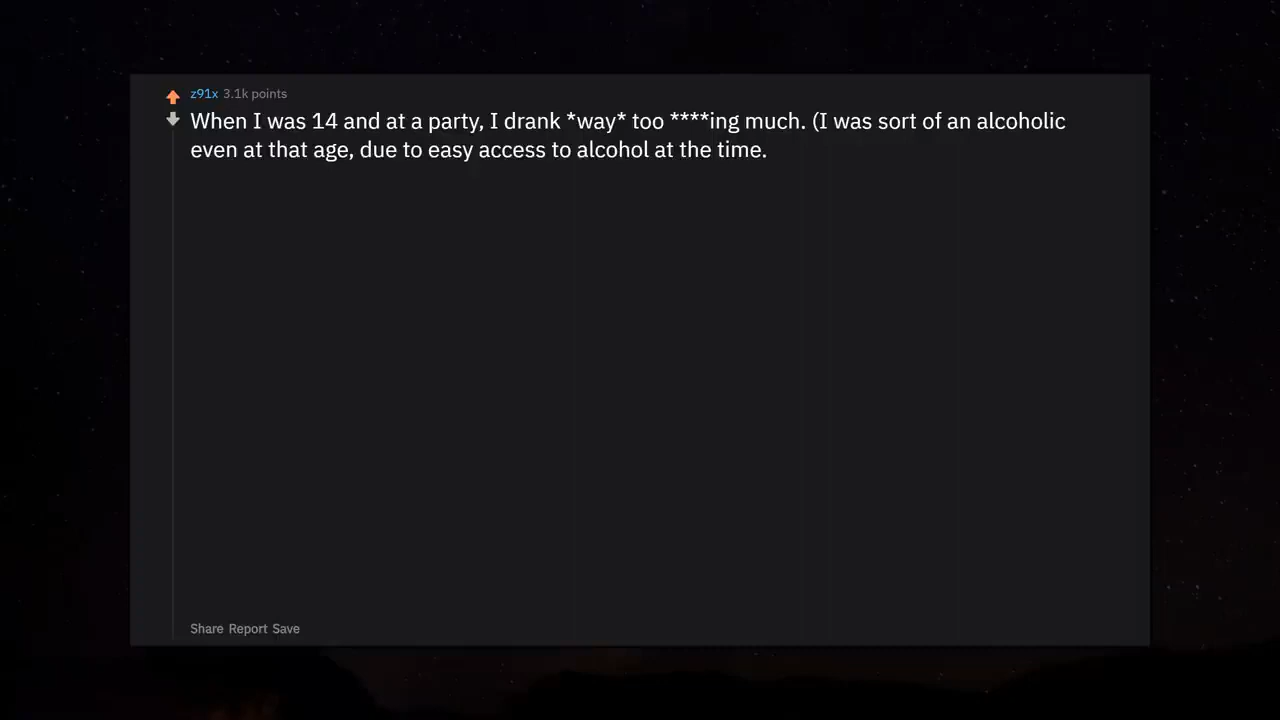 z91x 3.1k points
When I was 14 and at a party, I drank *way* too ****ing much. (I was sort of an alcoholic
even at that age, due to easy access to alcohol at the time.
Share Report Save